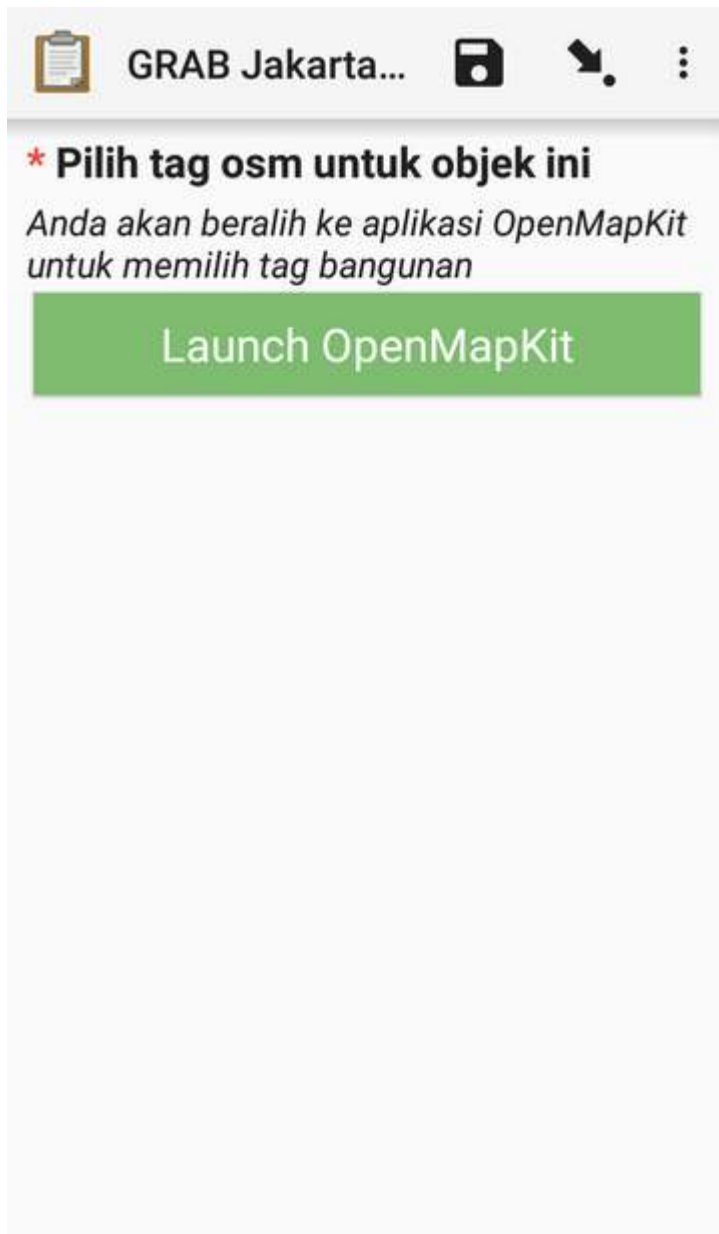 GRAB Jakarta...
* Pilih tag osm untuk objek ini
Anda akan beralih ke aplikasi OpenMapKit
untuk memilih tag bangunan
Launch OpenMapKit